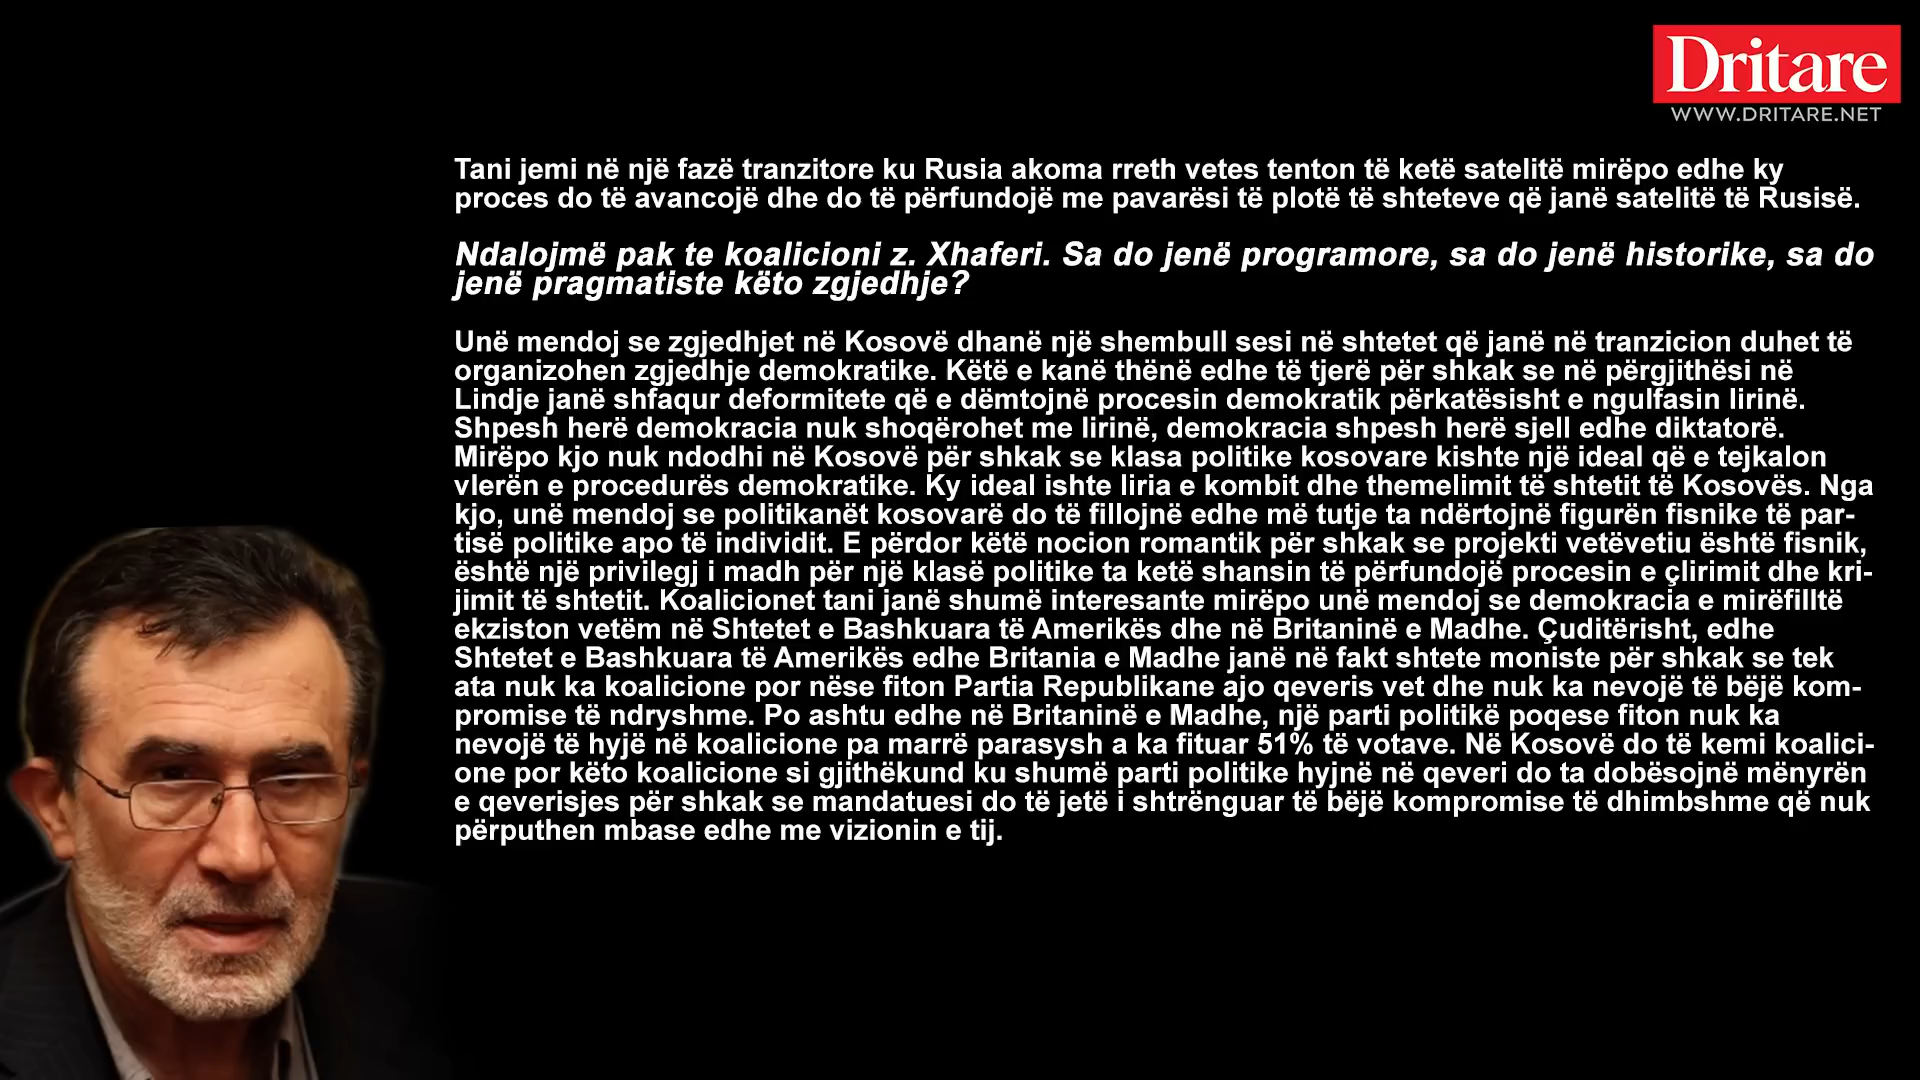 Dritare
WWW.DRITARE.NET
Tani jemi në një fazë tranzitore ku Rusia akoma rreth vetes tenton të ketë satelitë mirëpo edhe ky
proces do të avancojë dhe do të përfundojë me pavarësi të plotë të shteteve që janë satelitë të Rusisë.
Ndalojmë pak te koalicioni z. Xhaferi. Sa do jenë programore, sa do jenë historike, sa do
jenë pragmatiste këto zgjedhje?
Unë mendoj se zgjedhjet në Kosovë dhanë një shembull sesi në shtetet që janë në tranzicion duhet të
organizohen zgjedhje demokratike. Këtë e kanë thënë edhe të tjerë për shkak se në përgjithësi në
Lindje janë shfaqur deformitete që e dëmtojnë procesin demokratik përkatësisht e ngulfasin lirinë.
Shpesh herë demokracia nuk shoqërohet me lirinë, demokracia shpesh herë sjell edhe diktatorë.
Mirëpo kjo nuk ndodhi në Kosovë për shkak se klasa politike kosovare kishte një ideal që e tejkalon
vlerën e procedurës demokratike. Ky ideal ishte liria e kombit dhe themelimit të shtetit të Kosovës. Nga
kjo, unë mendoj se politikanët kosovarë do të fillojnë edhe më tutje ta ndërtojnë figurën fisnike të par-
tisë politike apo të individit. E përdor këtë nocion romantik për shkak se projekti vetëvetiu është fisnik,
është një privilegj i madh për një klasë politike ta ketë shansin të përfundojë procesin e çlirimit dhe kri-
jimit të shtetit. Koalicionet tani janë shumë interesante mirëpo unë mendoj se demokracia e mirëfilltë
ekziston vetëm në Shtetet e Bashkuara të Amerikës dhe në Britaninë e Madhe. Çuditërisht, edhe
Shtetet e Bashkuara të Amerikës edhe Britania e Madhe janë në fakt shtete moniste për shkak se tek
ata nuk ka koalicione por nëse fiton Partia Republikane ajo qeveris vet dhe nuk ka nevojë të bëjë kom-
promise të ndryshme. Po ashtu edhe në Britaninë e Madhe, një parti politikë poqese fiton nuk ka
nevojë të hyjë në koalicione pa marrë parasysh a ka fituar 51% të votave. Në Kosovë do të kemi koalici-
one por këto koalicione si gjithëkund ku shumë parti politike hyjnë në qeveri do ta dobësojnë mënyrën
e qeverisjes për shkak se mandatuesi do të jetë i shtrënguar të bëjë kompromise të dhimbshme që nuk
përputhen mbase edhe me vizionin e tij.